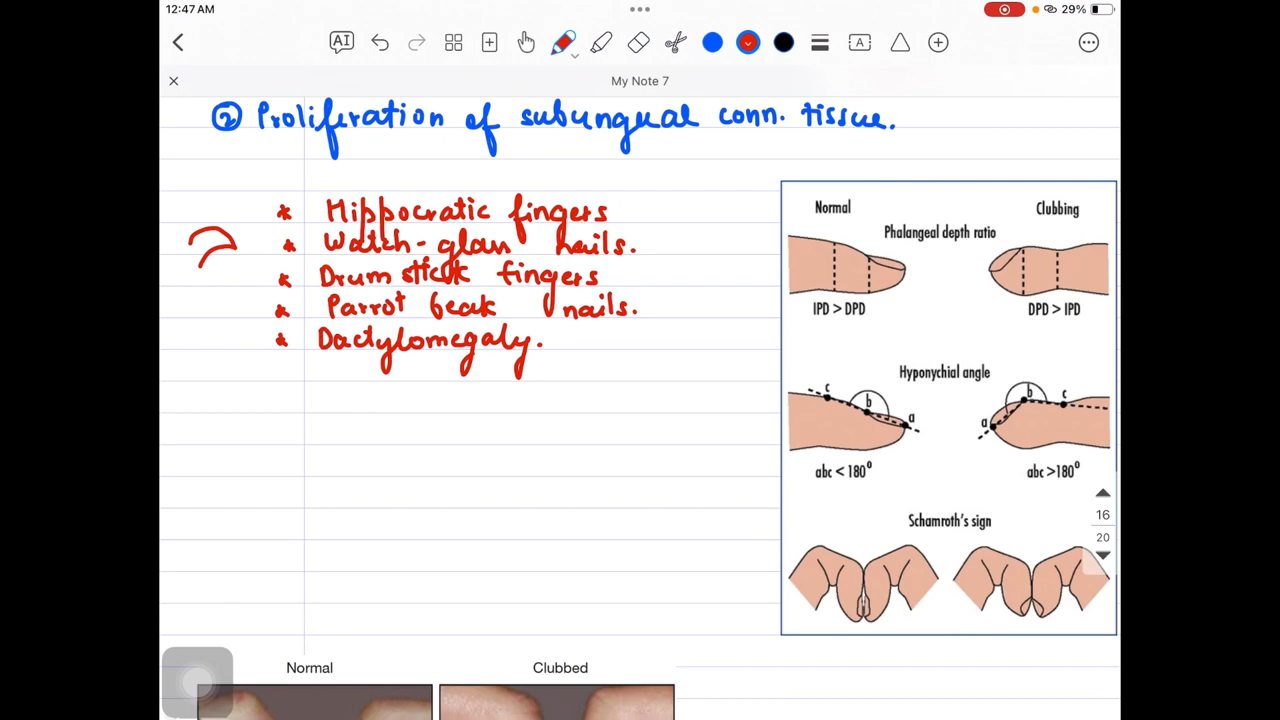 12:47 AM
29%
AI
A
My Note 7
② Proliferation of subungual conn. tissue.
* Hippocratic fingers
* Watch-glass nails.
* Drum stick fingers
* Parrot beak nails.
* Dactylomegaly.
Normal Clubbing
Phalangeal depth ratio
IPD > DPD DPD > IPD
Hyponychial angle
c b a a b c
abc < 180° abc >180°
16
20
Schamroth's sign
Normal Clubbed